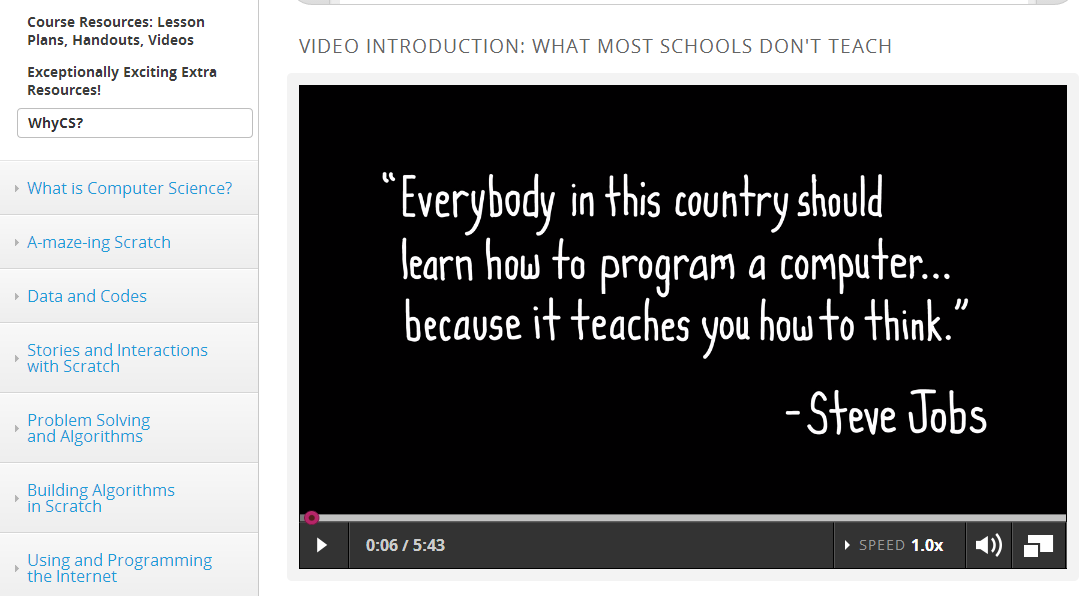 Course Resources: Lesson
Plans, Handouts, Videos
Exceptionally Exciting Extra
Resources!
WhyCS?
What is Computer Science?
A-maze-ing Scratch
Data and Codes
Stories and Interactions
with Scratch
Problem Solving
and Algorithms
Building Algorithms
in Scratch
Using and Programming
the Internet
VIDEO INTRODUCTION: WHAT MOST SCHOOLS DON'T TEACH
“Everybody in this country should
learn how to program a computer...
because it teaches you how to think.”
- Steve Jobs
0:06 / 5:43
SPEED 1.0x